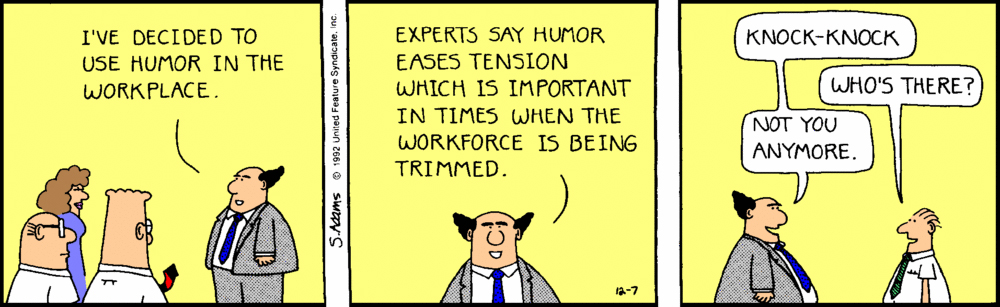 I'VE DECIDED TO
USE HUMOR IN THE
WORKPLACE.
S.Adams © 1992 United Feature Syndicate, Inc.
EXPERTS SAY HUMOR
EASES TENSION
WHICH IS IMPORTANT
IN TIMES WHEN THE
WORKFORCE IS BEING
TRIMMED.
12-7
KNOCK-KNOCK
WHO'S THERE?
NOT YOU
ANYMORE.